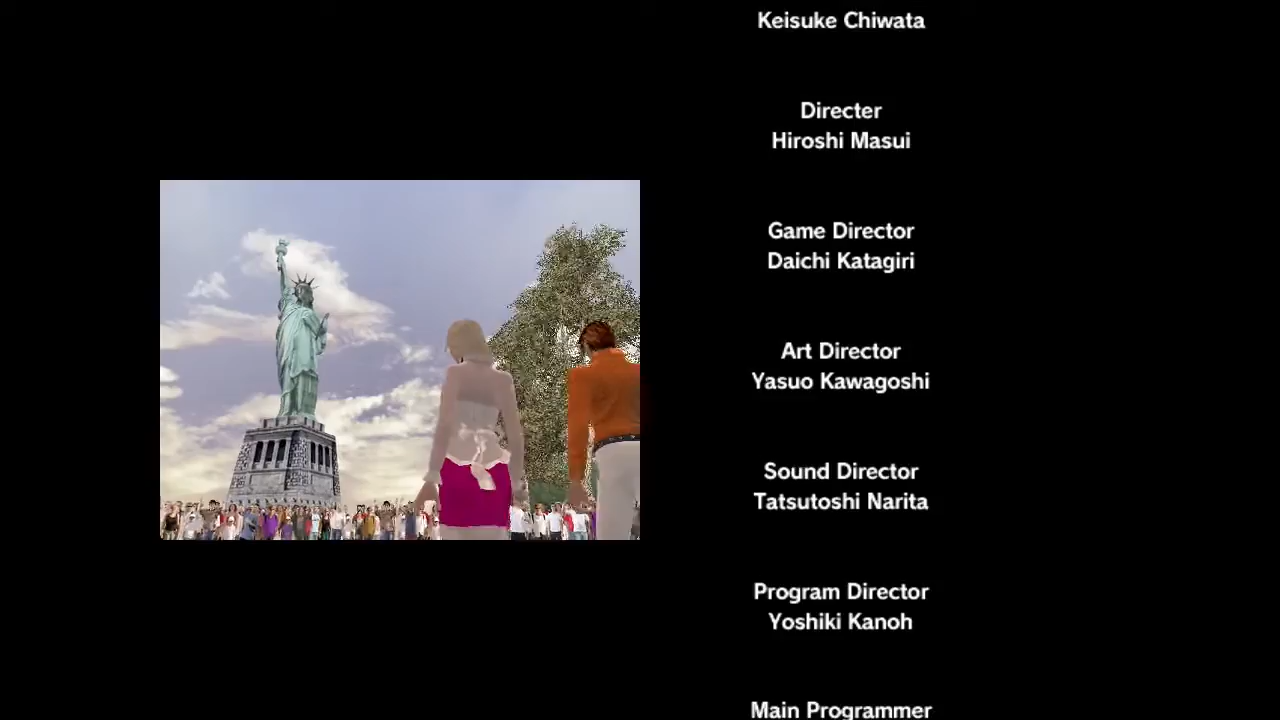 Keisuke Chiwata
Directer
Hiroshi Masui
Game Director
Daichi Katagiri
Art Director
Yasuo Kawagoshi
Sound Director
Tatsutoshi Narita
Program Director
Yoshiki Kanoh
Main Programmer